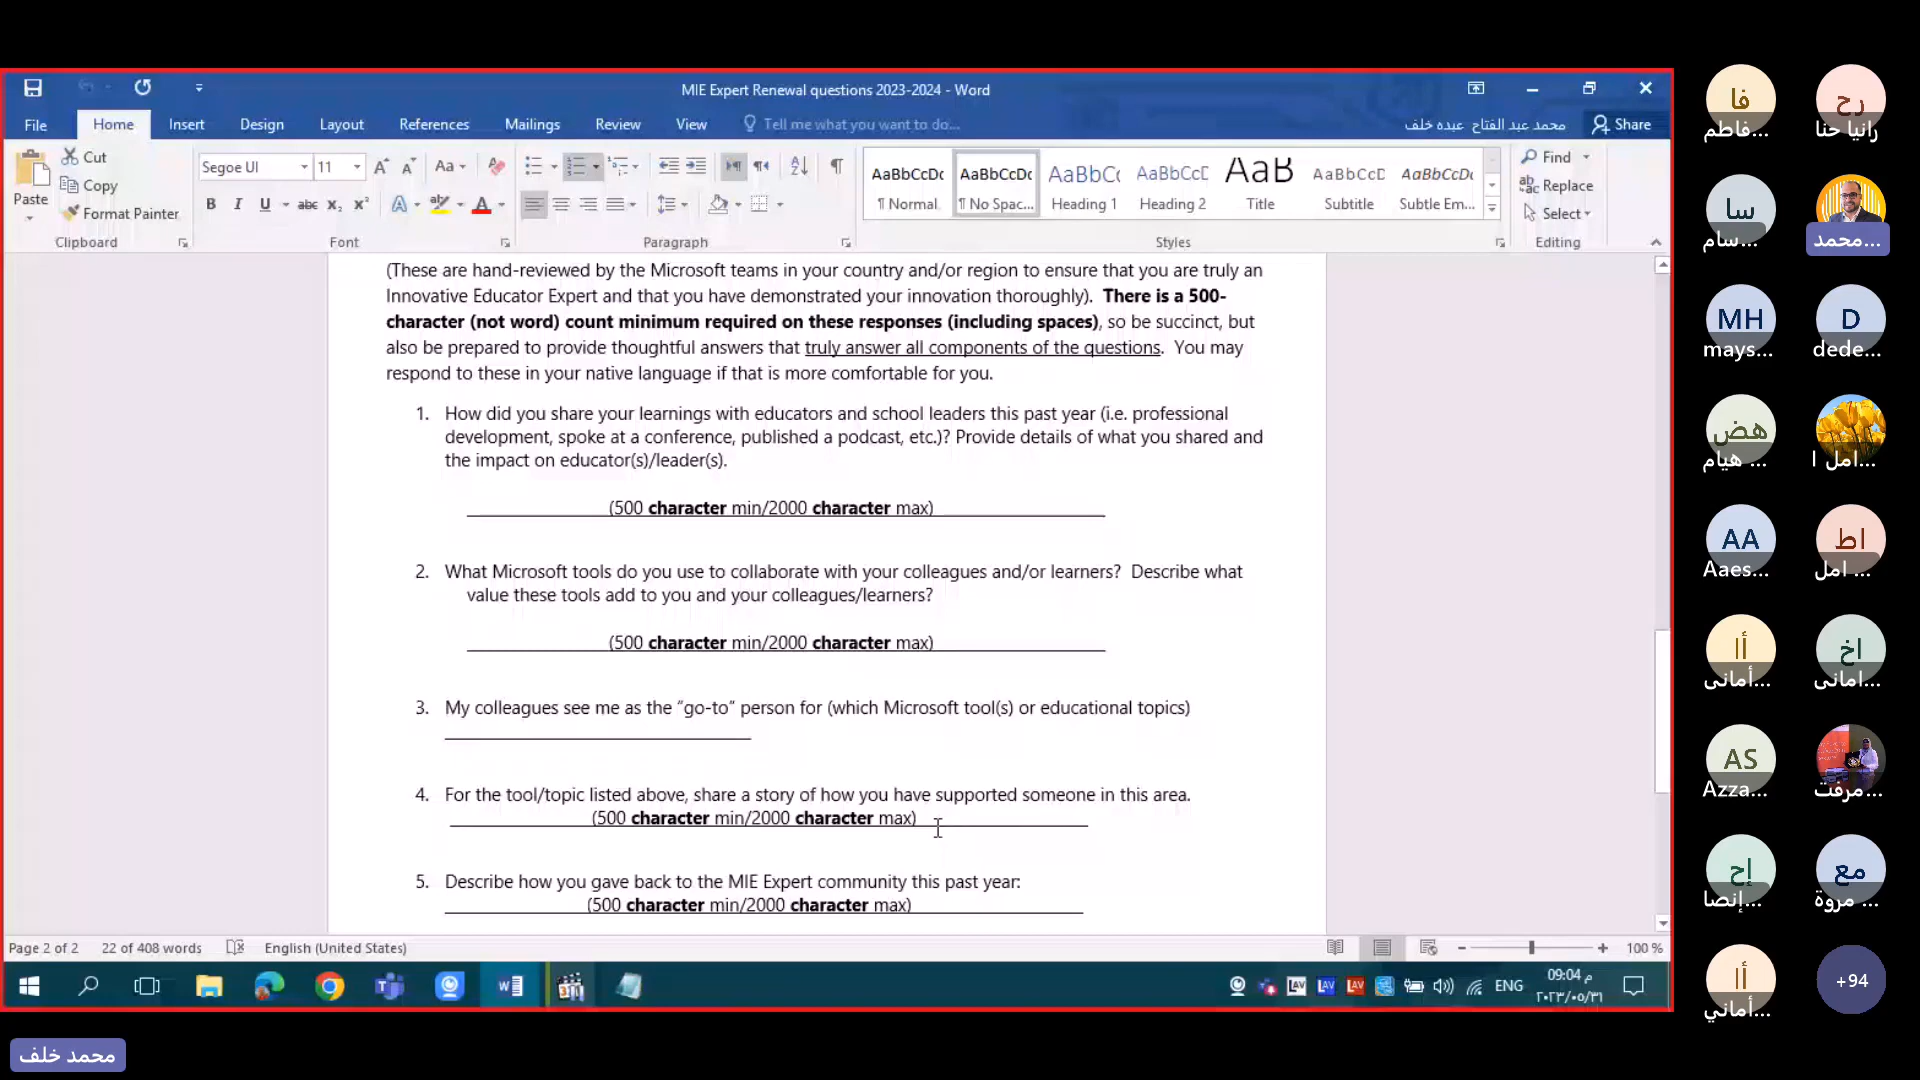 MIE Expert Renewal questions 2023-2024 - Word
File Home Insert Design Layout References Mailings Review View Tell me what you want to do... محمد عبد الفتاح عبده خلف Share
Cut
Copy
Format Painter
Paste
Clipboard
Segoe UI 11
Font
Paragraph
AaBbCcDc AaBbCcDc AaBbC AaBbCcC AaB AaBbCcD AaBbCcDc
¶ Normal ¶ No Spac... Heading 1 Heading 2 Title Subtitle Subtle Em...
Styles
Find
Replace
Select
Editing
(These are hand-reviewed by the Microsoft teams in your country and/or region to ensure that you are truly an
Innovative Educator Expert and that you have demonstrated your innovation thoroughly). There is a 500-
character (not word) count minimum required on these responses (including spaces), so be succinct, but
also be prepared to provide thoughtful answers that truly answer all components of the questions. You may
respond to these in your native language if that is more comfortable for you.
1. How did you share your learnings with educators and school leaders this past year (i.e. professional
development, spoke at a conference, published a podcast, etc.)? Provide details of what you shared and
the impact on educator(s)/leader(s).
(500 character min/2000 character max)
2. What Microsoft tools do you use to collaborate with your colleagues and/or learners? Describe what
value these tools add to you and your colleagues/learners?
(500 character min/2000 character max)
3. My colleagues see me as the “go-to” person for (which Microsoft tool(s) or educational topics)
4. For the tool/topic listed above, share a story of how you have supported someone in this area.
(500 character min/2000 character max)
5. Describe how you gave back to the MIE Expert community this past year:
(500 character min/2000 character max)
Page 2 of 2 22 of 408 words English (United States) 100 %
ENG
09:04 م
٢٠٢٣/٠٥/٣١
محمد خلف
فا رح
فاطم... رانيا حنا
سا
سام... محمد...
MH D
mays... dede...
هض
هيام ... امل ا...
AA اط
Aaes... امل ...
أا اخ
أمانى... امانى...
AS
Azza... مرفت...
إح مع
إنصا... مروة ...
أا +94
أماني...